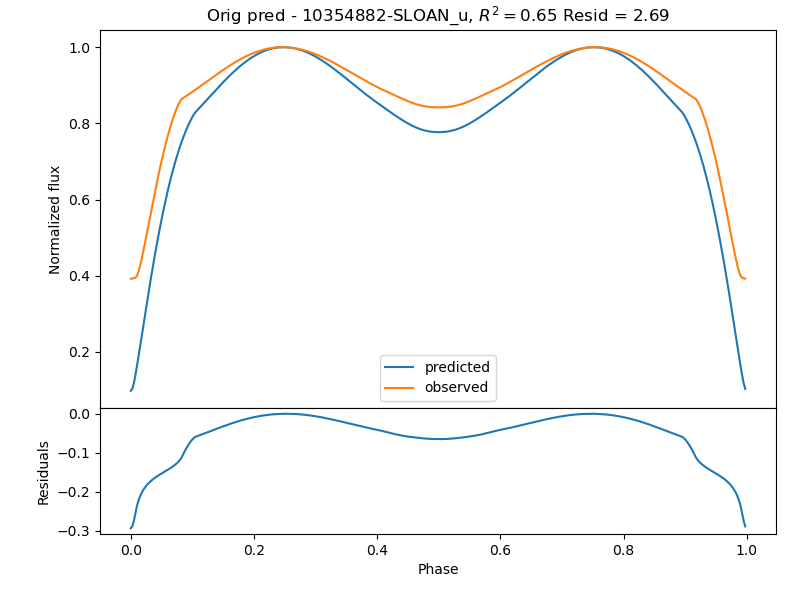 Orig pred - 10354882-SLOAN_u, $R^2 = 0.65$ Resid = 2.69
Normalized flux
1.0
0.8
0.6
0.4
0.2
predicted
observed
Residuals
0.0
−0.1
−0.2
−0.3
0.0 0.2 0.4 0.6 0.8 1.0
Phase